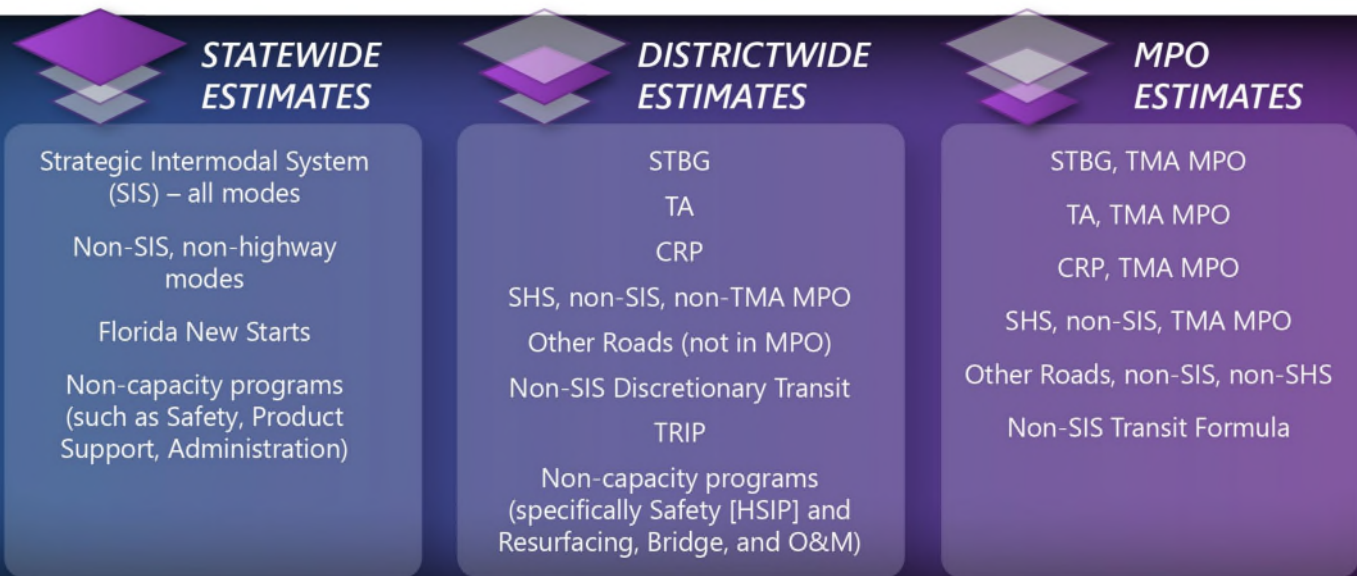 STATEWIDE
ESTIMATES
Strategic Intermodal System
(SIS) – all modes
Non-SIS, non-highway
modes
Florida New Starts
Non-capacity programs
(such as Safety, Product
Support, Administration)
DISTRICTWIDE
ESTIMATES
STBG
TA
CRP
SHS, non-SIS, non-TMA MPO
Other Roads (not in MPO)
Non-SIS Discretionary Transit
TRIP
Non-capacity programs
(specifically Safety [HSIP] and
Resurfacing, Bridge, and O&M)
MPO
ESTIMATES
STBG, TMA MPO
TA, TMA MPO
CRP, TMA MPO
SHS, non-SIS, TMA MPO
Other Roads, non-SIS, non-SHS
Non-SIS Transit Formula